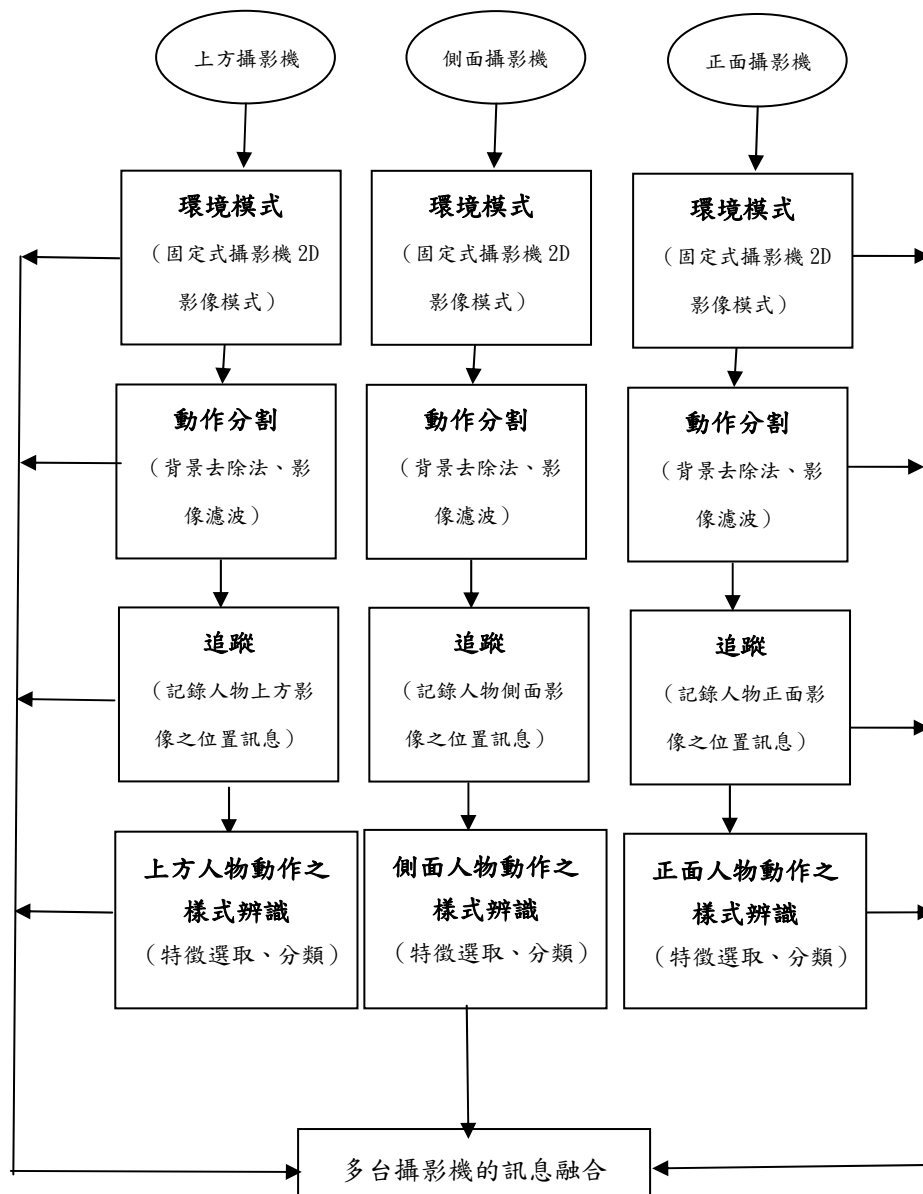 上方攝影機
側面攝影機
正面攝影機
環境模式
（固定式攝影機 2D
影像模式）
環境模式
（固定式攝影機 2D
影像模式）
環境模式
（固定式攝影機 2D
影像模式）
動作分割
（背景去除法、影
像濾波）
動作分割
（背景去除法、影
像濾波）
動作分割
（背景去除法、影
像濾波）
追蹤
（記錄人物上方影
像之位置訊息）
追蹤
（記錄人物側面影
像之位置訊息）
追蹤
（記錄人物正面影
像之位置訊息）
上方人物動作之
樣式辨識
（特徵選取、分類）
側面人物動作之
樣式辨識
（特徵選取、分類）
正面人物動作之
樣式辨識
（特徵選取、分類）
多台攝影機的訊息融合